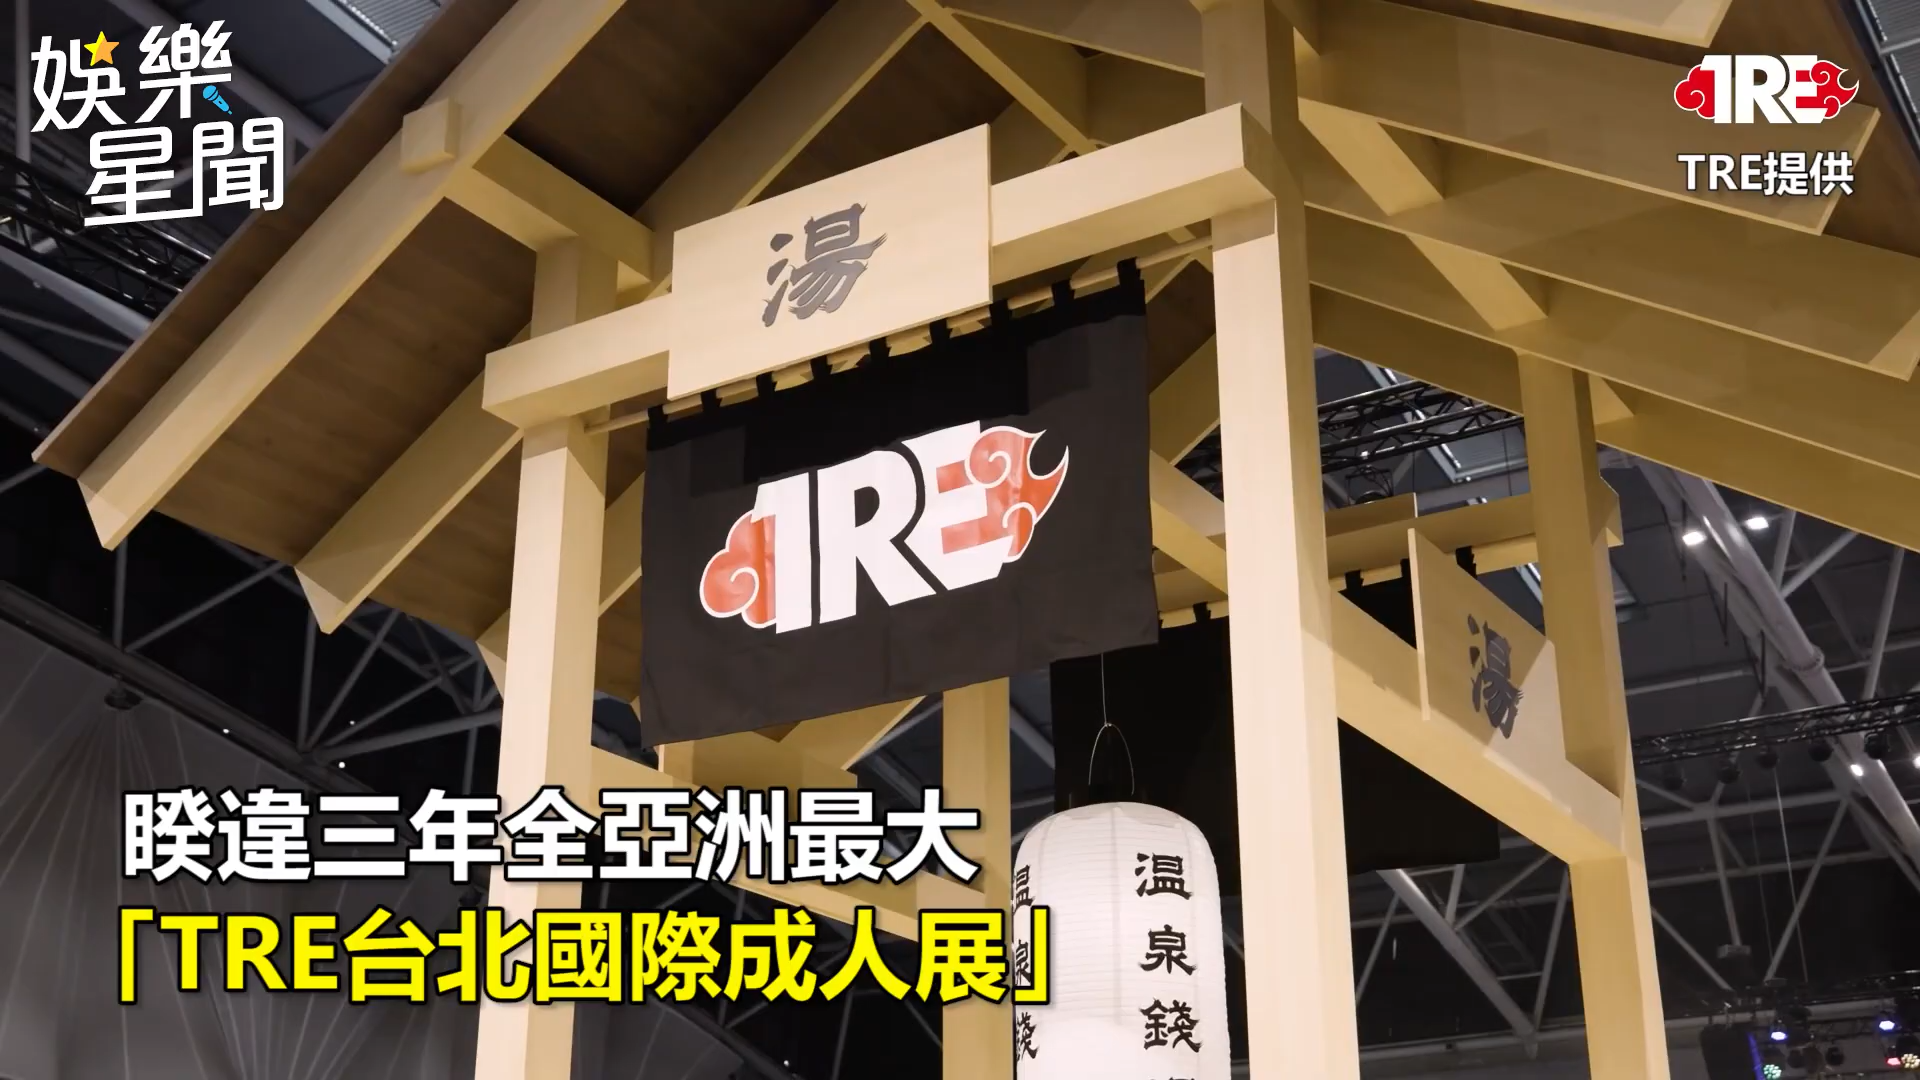 娛樂
星聞
TRE
TRE提供
湯
TRE
湯
温泉錢
温泉錢
睽違三年全亞洲最大
「TRE台北國際成人展」